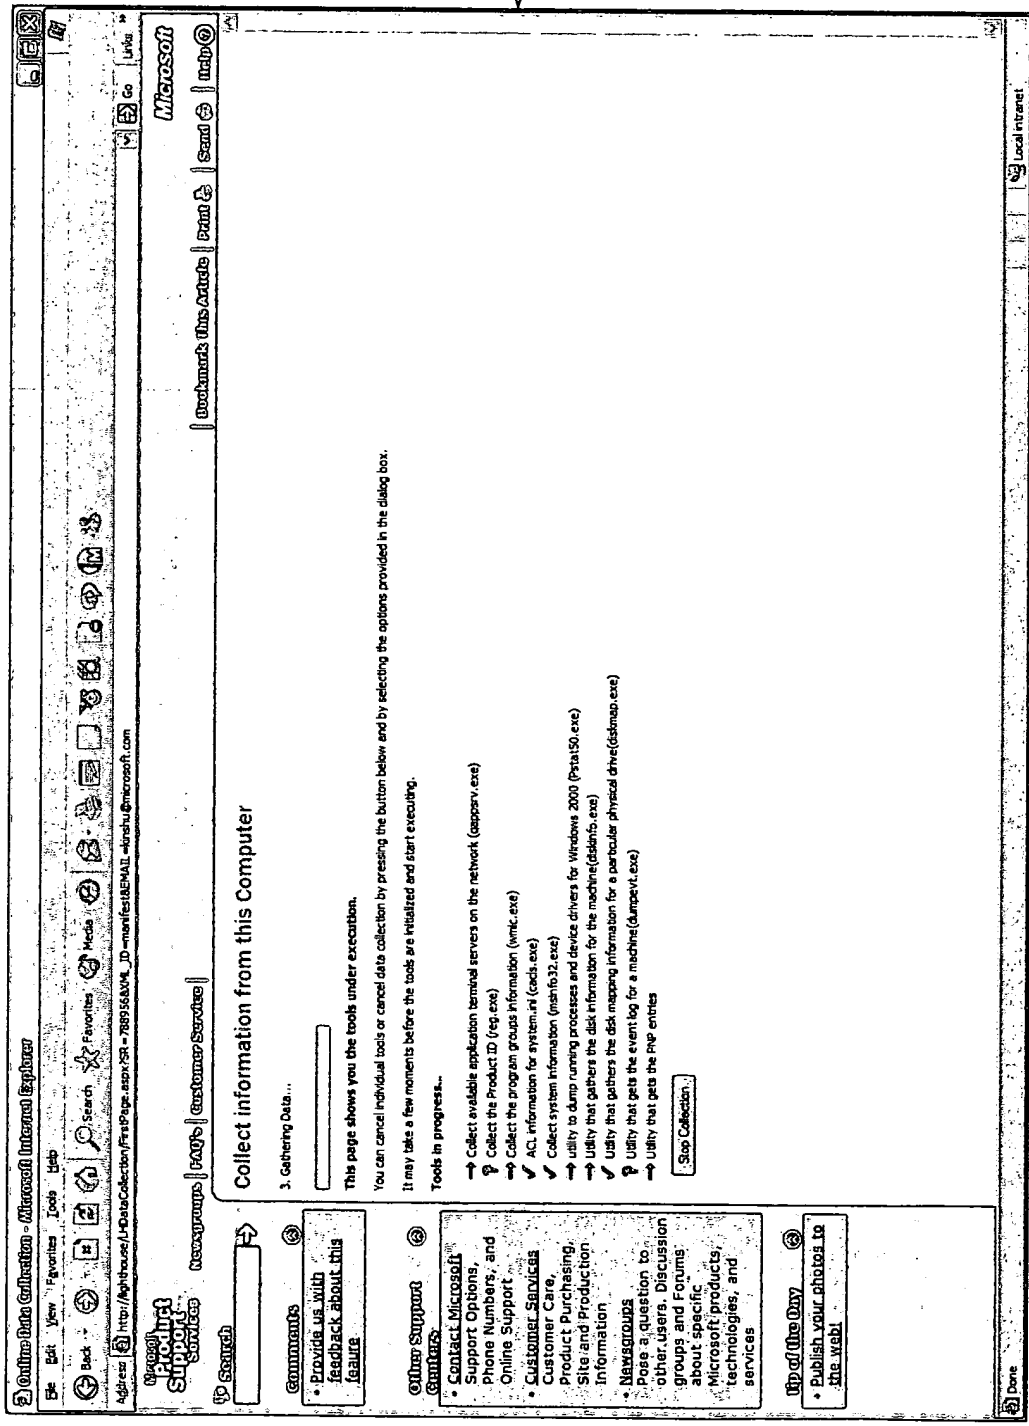 Online Data Collection - Microsoft Internet Explorer
File Edit View Favorites Tools Help
Back Search Favorites Media
Address http://lighthouse/LHDataCollection/FirstPage.aspx?SR=788956&XML_ID=manifest&EMAIL=kinshu@microsoft.com Go Links »
Microsoft
Product
Support
Services
Newsgroups | FAQ's | Customer Service |
Microsoft
| Bookmark This Article | Print | Send | Help
Search
Comments
• Provide us with
feedback about this
feaure
Other Support
Centers
• Contact Microsoft
Support Options,
Phone Numbers, and
Online Support
• Customer Services
Customer Care,
Product Purchasing,
Site and Production
Information
• Newsgroups
Pose a question to
other users. Discussion
groups and Forums
about specific
Microsoft products,
technologies, and
services
Tip of the Day
• Publish your photos to
the web!
Collect information from this Computer
3. Gathering Data...
This page shows you the tools under execution.
You can cancel individual tools or cancel data collection by pressing the button below and by selecting the options provided in the dialog box.
It may take a few moments before the tools are initialized and start executing.
Tools in progress...
Collect available application terminal servers on the network (qappsrv.exe)
Collect the Product ID (reg.exe)
Collect the program groups information (wmic.exe)
ACL information for system.ini (cacls.exe)
Collect system information (msinfo32.exe)
utility to dump running processes and device drivers for Windows 2000 (Pstat50.exe)
Utility that gathers the disk information for the machine(diskinfo.exe)
Utility that gathers the disk mapping information for a particular physical drive(diskmap.exe)
Utility that gets the event log for a machine(dumpevt.exe)
Utility that gets the PNP entries
Stop Collection
Done
Local intranet